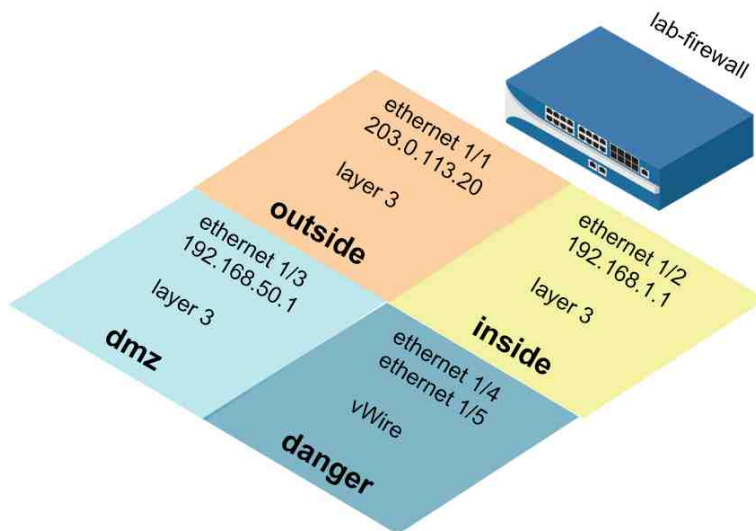 lab-firewall
ethernet 1/1
203.0.113.20
layer 3
outside
ethernet 1/2
192.168.1.1
layer 3
inside
ethernet 1/3
192.168.50.1
layer 3
dmz
ethernet 1/4
ethernet 1/5
vWire
danger